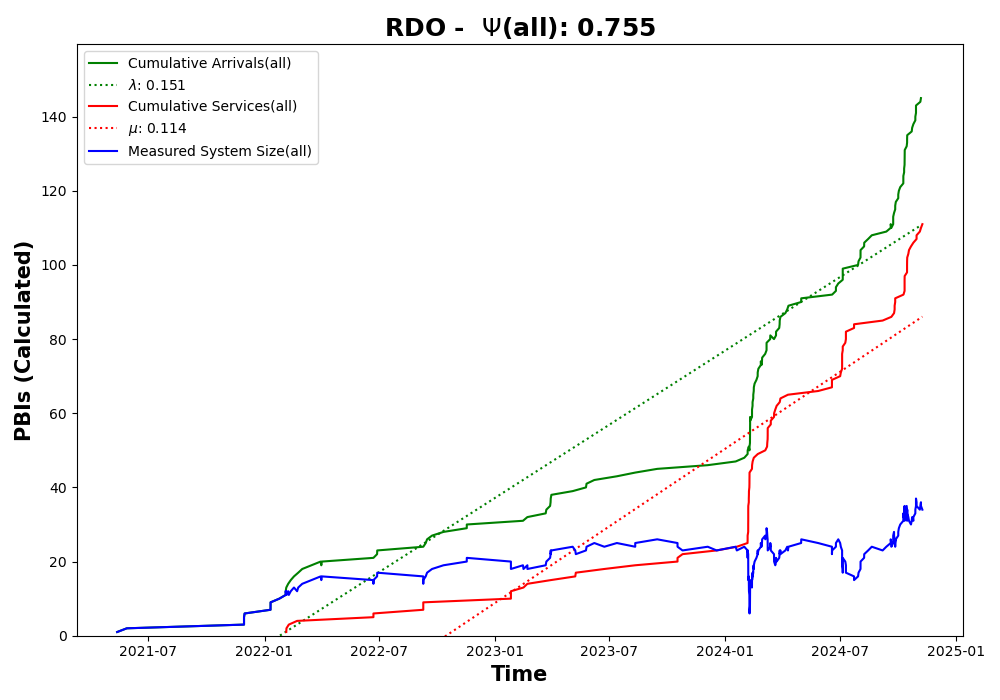 RDO -  Ψ(all): 0.755
Cumulative Arrivals(all)
λ: 0.151
Cumulative Services(all)
μ: 0.114
Measured System Size(all)
PBIs (Calculated)
140
120
100
80
60
40
20
0
2021-07 2022-01 2022-07 2023-01 2023-07 2024-01 2024-07 2025-01
Time